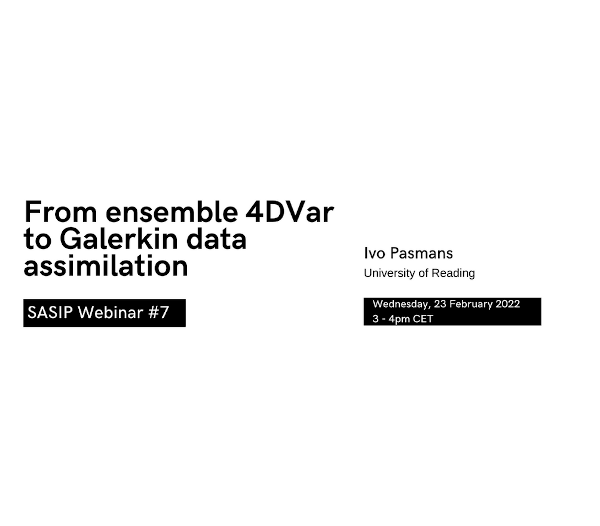 From ensemble 4DVar
to Galerkin data
assimilation
SASIP Webinar #7
Ivo Pasmans
University of Reading
Wednesday, 23 February 2022
3 - 4pm CET